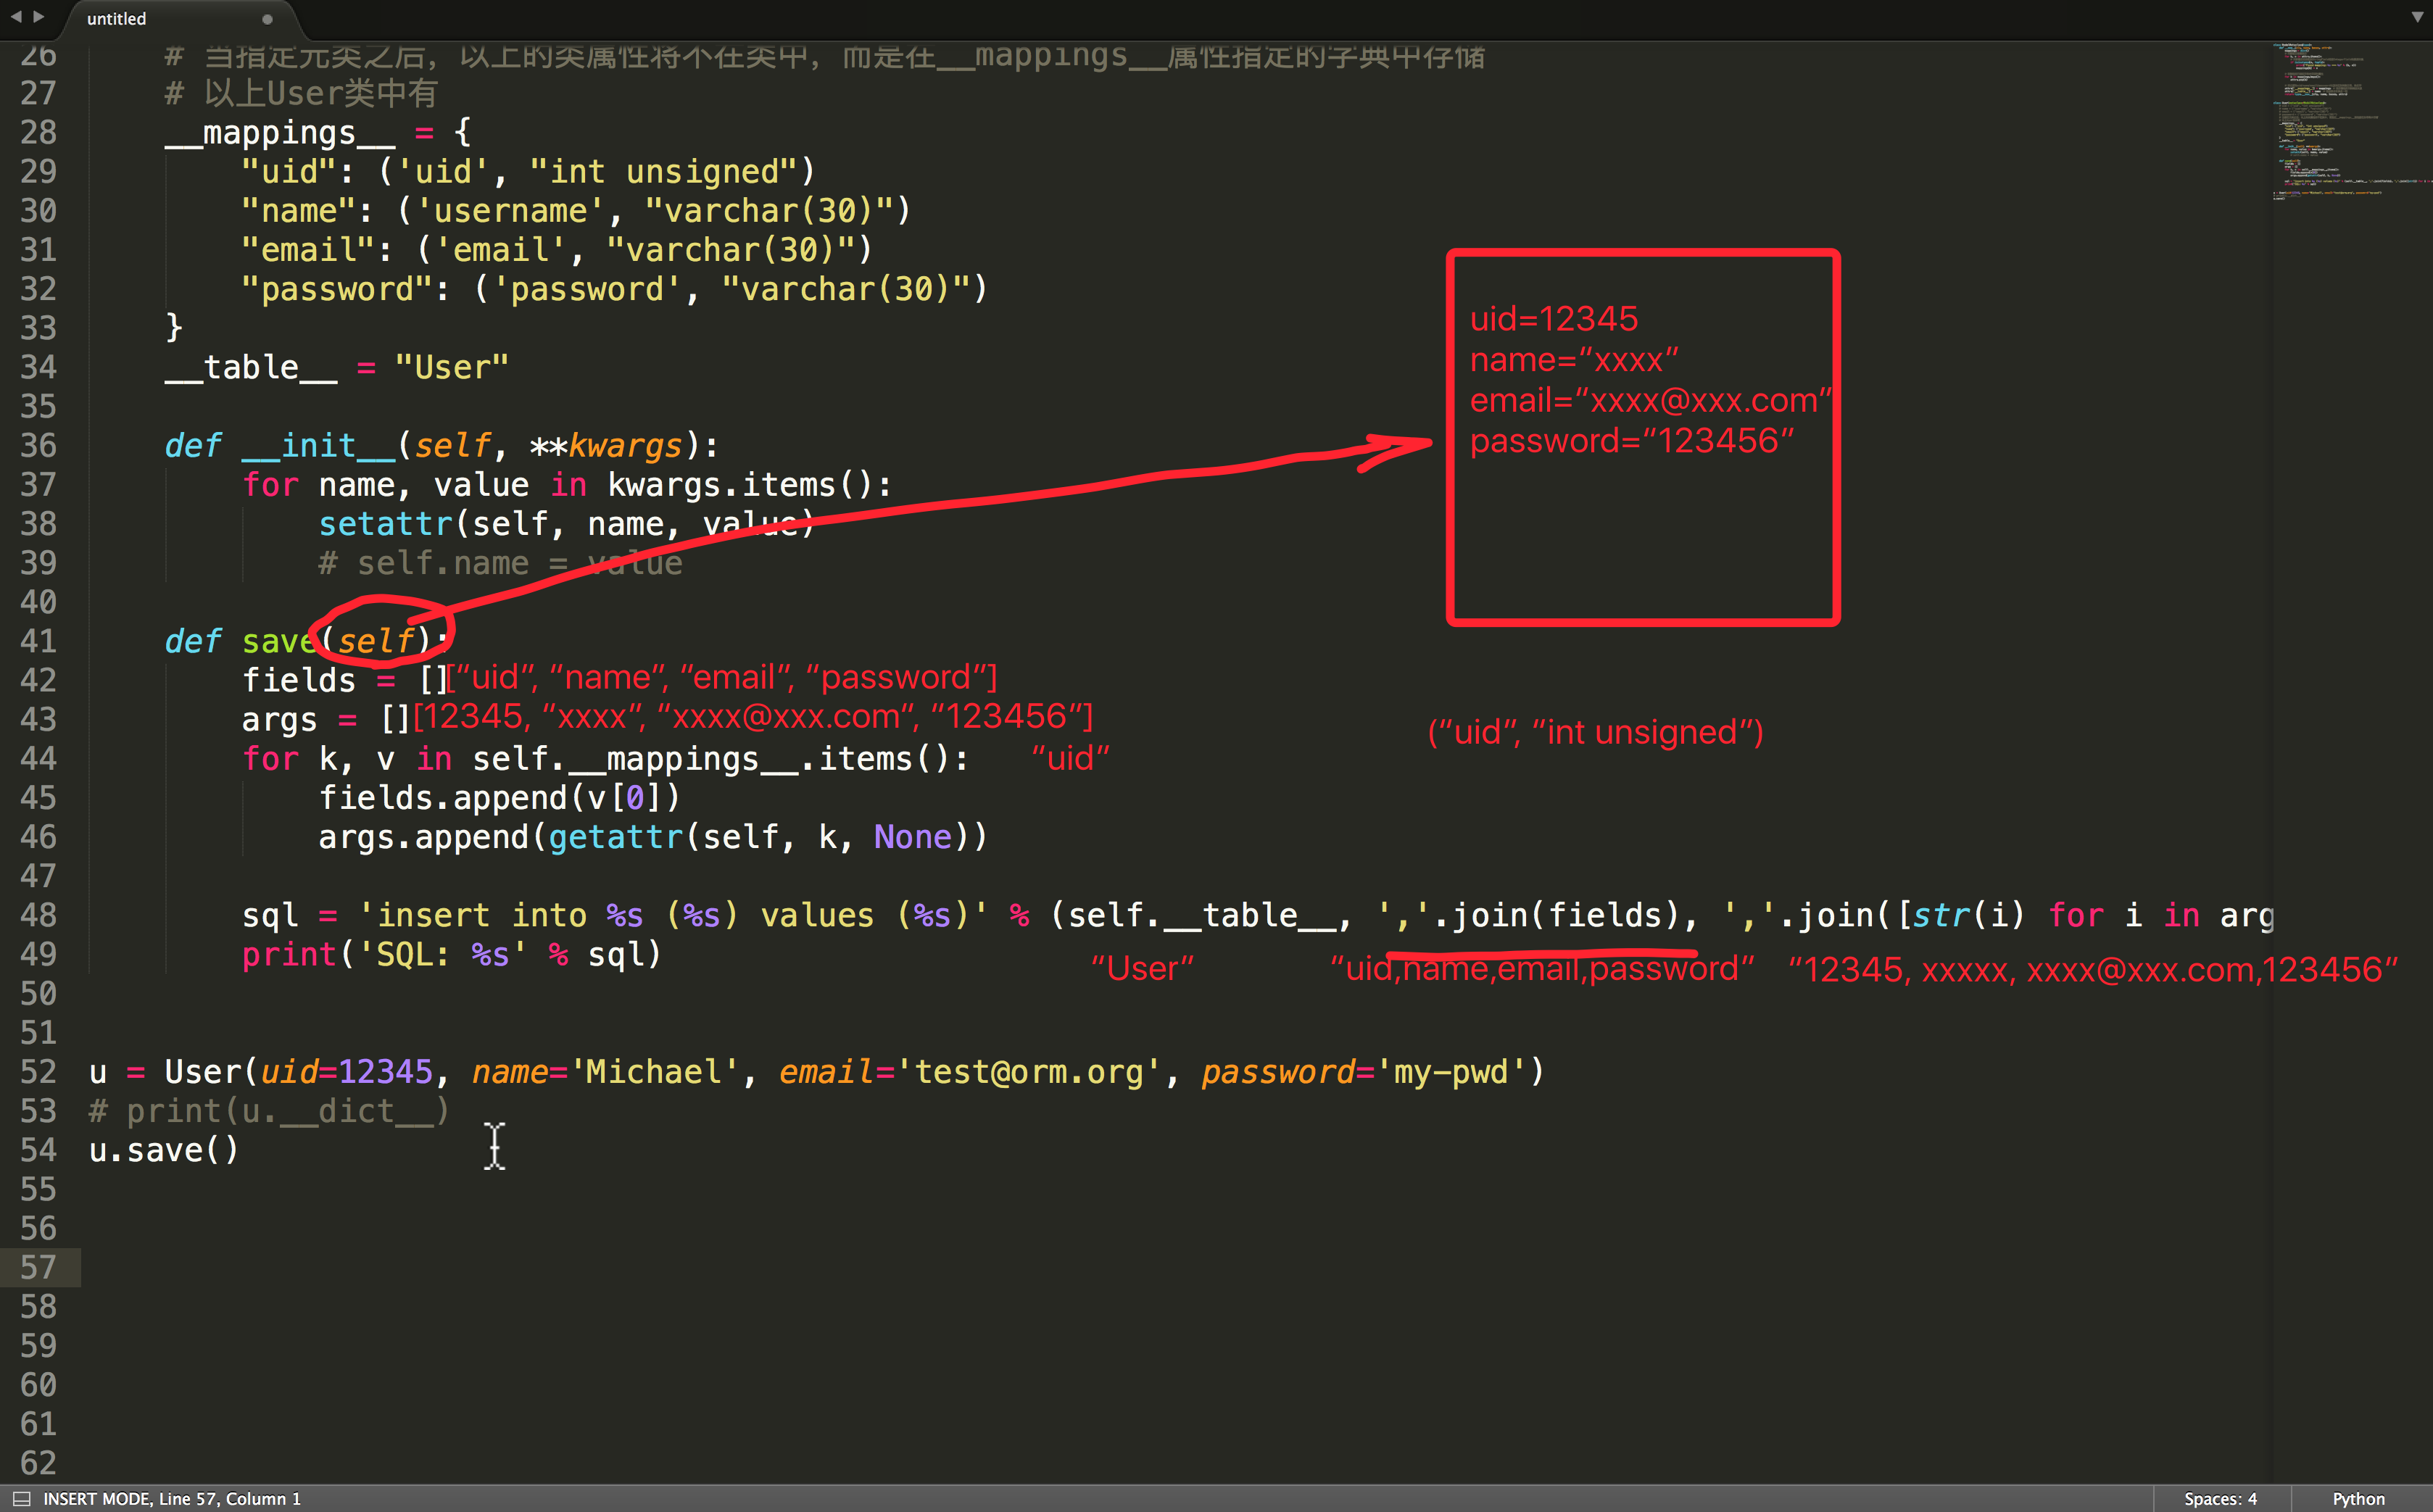 untitled
26 # 当指定元类之后，以上的类属性将不在类中，而是在__mappings__属性指定的字典中存储
27 # 以上User类中有
28 __mappings__ = {
29 "uid": ('uid', "int unsigned")
30 "name": ('username', "varchar(30)")
31 "email": ('email', "varchar(30)")
32 "password": ('password', "varchar(30)")
33 }
34 __table__ = "User"
35
36 def __init__(self, **kwargs):
37 for name, value in kwargs.items():
38 setattr(self, name, value)
39 # self.name = value
40
41 def save(self):
42 fields = [] [“uid”, “name”, “email”, “password”]
43 args = [] [12345, “xxxx”, “xxxx@xxx.com”, “123456”]
44 for k, v in self.__mappings__.items(): “uid”
45 fields.append(v[0])
46 args.append(getattr(self, k, None))
47
48 sql = 'insert into %s (%s) values (%s)' % (self.__table__, ','.join(fields), ','.join([str(i) for i in arg
49 print('SQL: %s' % sql)
“User” “uid,name,email,password” “12345, xxxxx, xxxx@xxx.com,123456”
50
51
52 u = User(uid=12345, name='Michael', email='test@orm.org', password='my-pwd')
53 # print(u.__dict__)
54 u.save()
55
56
57
58
59
60
61
62
uid=12345
name=“xxxx”
email=“xxxx@xxx.com”
password=“123456”
(“uid”, “int unsigned”)
INSERT MODE, Line 57, Column 1
Spaces: 4
Python